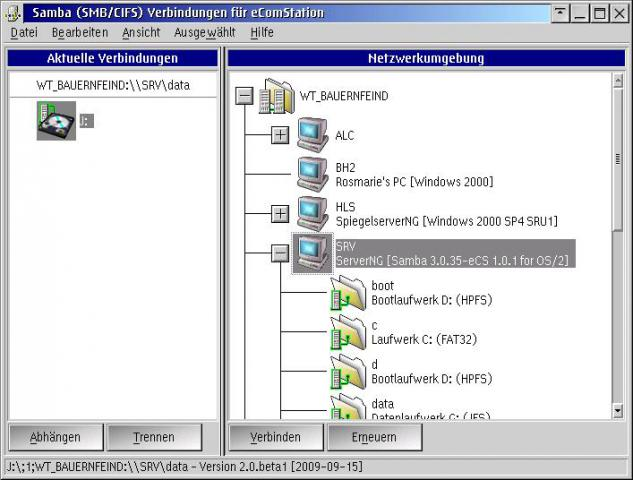 Samba (SMB/CIFS) Verbindungen für eComStation
Datei Bearbeiten Ansicht Ausgewählt Hilfe
Aktuelle Verbindungen
WT_BAUERNFEIND:\\SRV\data
J:
Abhängen Trennen
Netzwerkumgebung
WT_BAUERNFEIND
ALC
BH2
Rosmarie's PC [Windows 2000]
HLS
SpiegelserverNG [Windows 2000 SP4 SRU1]
SRV
ServerNG [Samba 3.0.35-eCS 1.0.1 for OS/2]
boot
Bootlaufwerk D: (HPFS)
c
Laufwerk C: (FAT32)
d
Bootlaufwerk D: (HPFS)
data
Datenlaufwerk G: (JFS)
Verbinden Erneuern
J:\;1;WT_BAUERNFEIND:\\SRV\data - Version 2.0.beta1 [2009-09-15]